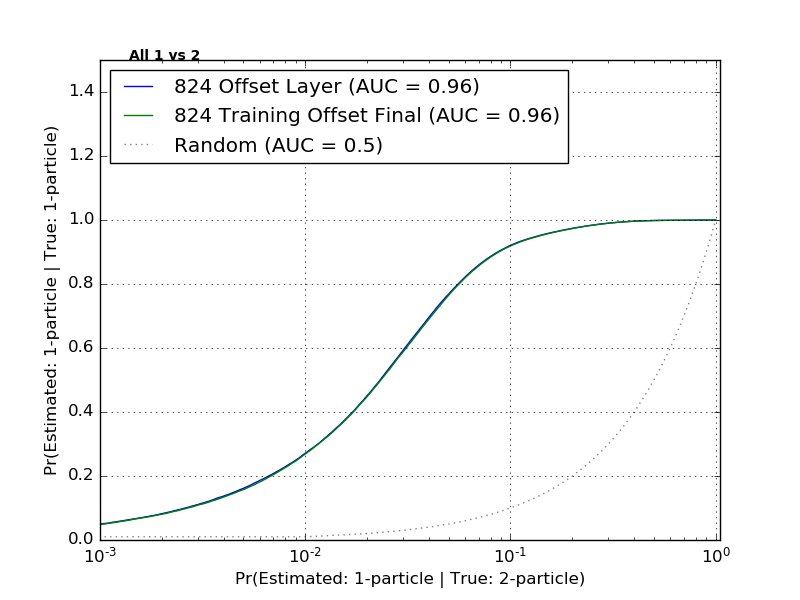 All 1 vs 2
824 Offset Layer (AUC = 0.96)
824 Training Offset Final (AUC = 0.96)
Random (AUC = 0.5)
Pr(Estimated: 1-particle | True: 1-particle)
1.4
1.2
1.0
0.8
0.6
0.4
0.2
0.0
10⁻³ 10⁻² 10⁻¹ 10⁰
Pr(Estimated: 1-particle | True: 2-particle)